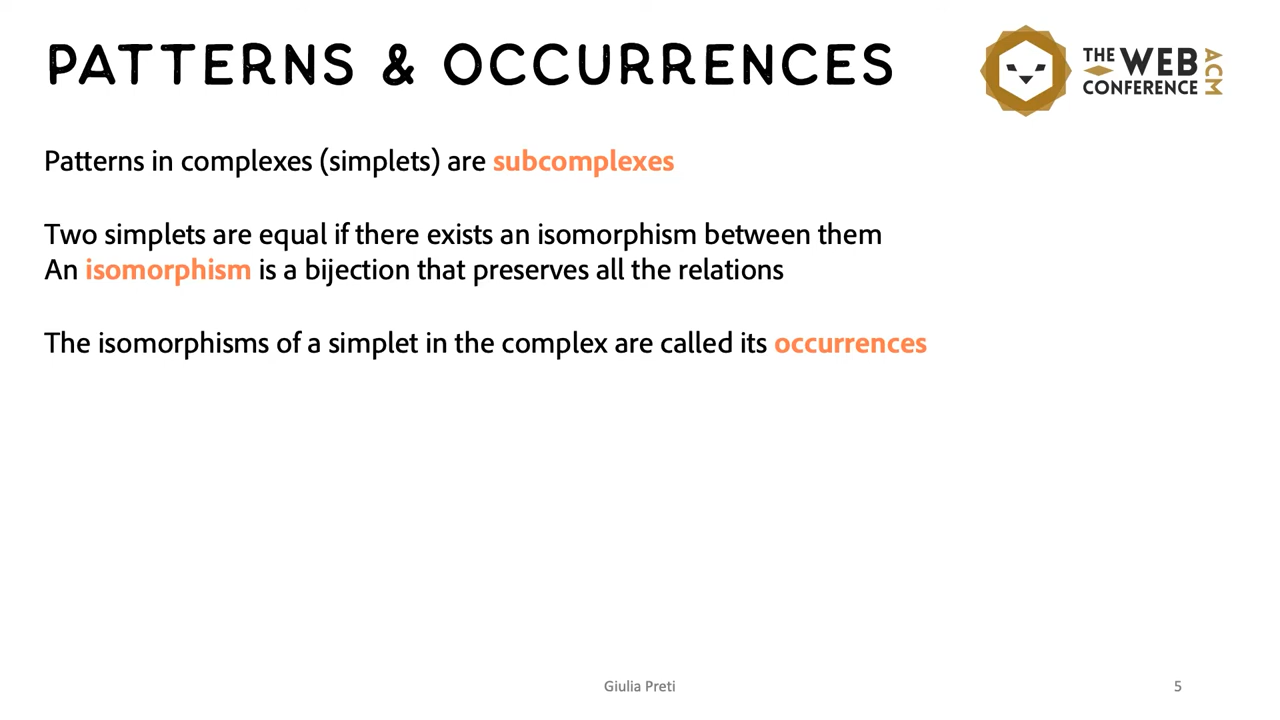 PATTERNS & OCCURRENCES
THE WEB CONFERENCE ACM
Patterns in complexes (simplets) are subcomplexes
Two simplets are equal if there exists an isomorphism between them
An isomorphism is a bijection that preserves all the relations
The isomorphisms of a simplet in the complex are called its occurrences
Giulia Preti
5